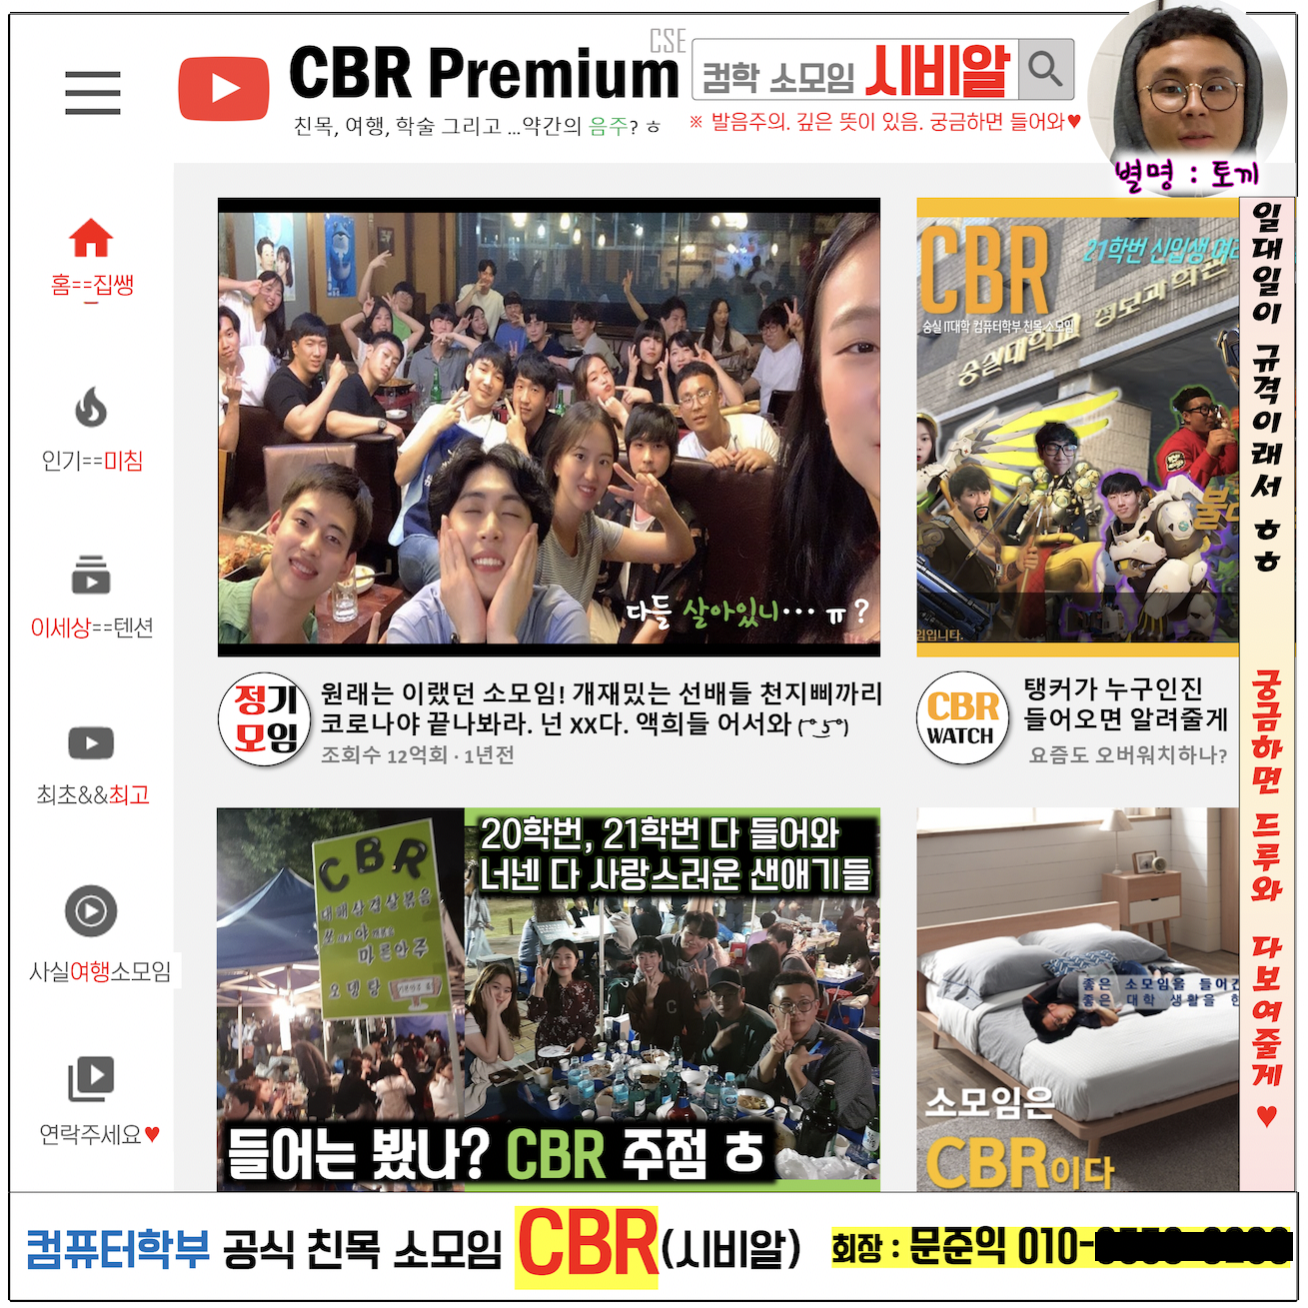 CSE
CBR Premium
컴학 소모임 시비알
친목, 여행, 학술 그리고 ...약간의 음주? ㅎ
※ 발음주의. 깊은 뜻이 있음. 궁금하면 들어와♥
별명 : 토끼
홈==집쌩
인기==미침
이세상==텐션
최초&&최고
사실여행소모임
연락주세요♥
다들 살아있니··· ㅠ?
정기
모임
원래는 이랬던 소모임! 개재밌는 선배들 천지삐까리
코로나야 끝나봐라. 넌 xx다. 액희들 어서와 ( ͡° ͜ʖ ͡°)
조회수 12억회 · 1년전
CBR
21학번 신입생 여러
숭실 IT대학 컴퓨터학부 친목 소모임
숭실대학교 정보과학관
불
임입니다.
CBR
WATCH
탱커가 누구인진
들어오면 알려줄게
요즘도 오버워치하나?
CBR
마른안주
오뎅탕
20학번, 21학번 다 들어와
너넨 다 사랑스러운 샌애기들
들어는 봤나? CBR 주점 ㅎ
좋은 소모임을 들어간
좋은 대학 생활을 한
소모임은
CBR이다
일대일이 규격이래서 ㅎㅎ
궁금하면 드루와 다보여줄게 ♥
컴퓨터학부 공식 친목 소모임 CBR(시비알)
회장 : 문준익 010-